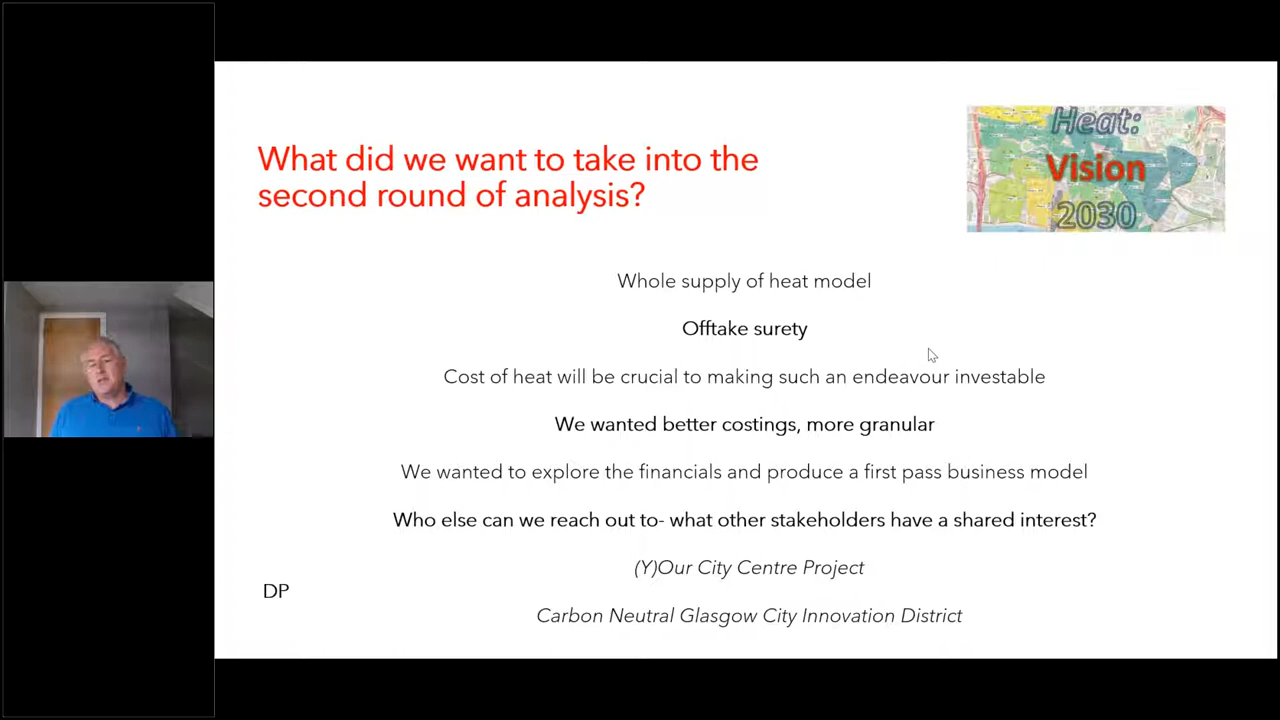 What did we want to take into the
second round of analysis?
Heat:
Vision
2030
Whole supply of heat model
Offtake surety
Cost of heat will be crucial to making such an endeavour investable
We wanted better costings, more granular
We wanted to explore the financials and produce a first pass business model
Who else can we reach out to- what other stakeholders have a shared interest?
(Y)Our City Centre Project
DP
Carbon Neutral Glasgow City Innovation District